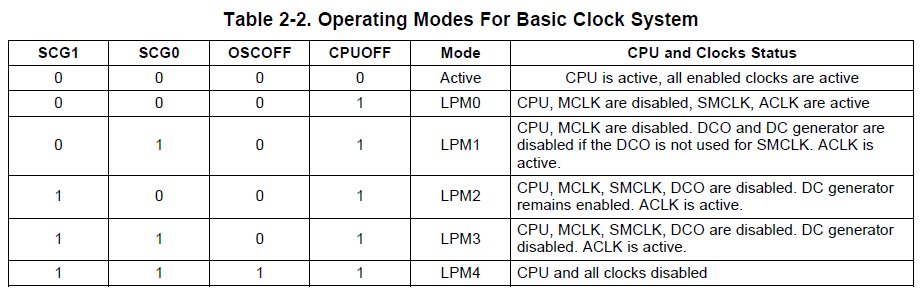 Table 2-2. Operating Modes For Basic Clock System
SCG1 SCG0 OSCOFF CPUOFF Mode CPU and Clocks Status
0 0 0 0 Active CPU is active, all enabled clocks are active
0 0 0 1 LPM0 CPU, MCLK are disabled, SMCLK, ACLK are active
0 1 0 1 LPM1 CPU, MCLK are disabled. DCO and DC generator are
disabled if the DCO is not used for SMCLK. ACLK is
active.
1 0 0 1 LPM2 CPU, MCLK, SMCLK, DCO are disabled. DC generator
remains enabled. ACLK is active.
1 1 0 1 LPM3 CPU, MCLK, SMCLK, DCO are disabled. DC generator
disabled. ACLK is active.
1 1 1 1 LPM4 CPU and all clocks disabled